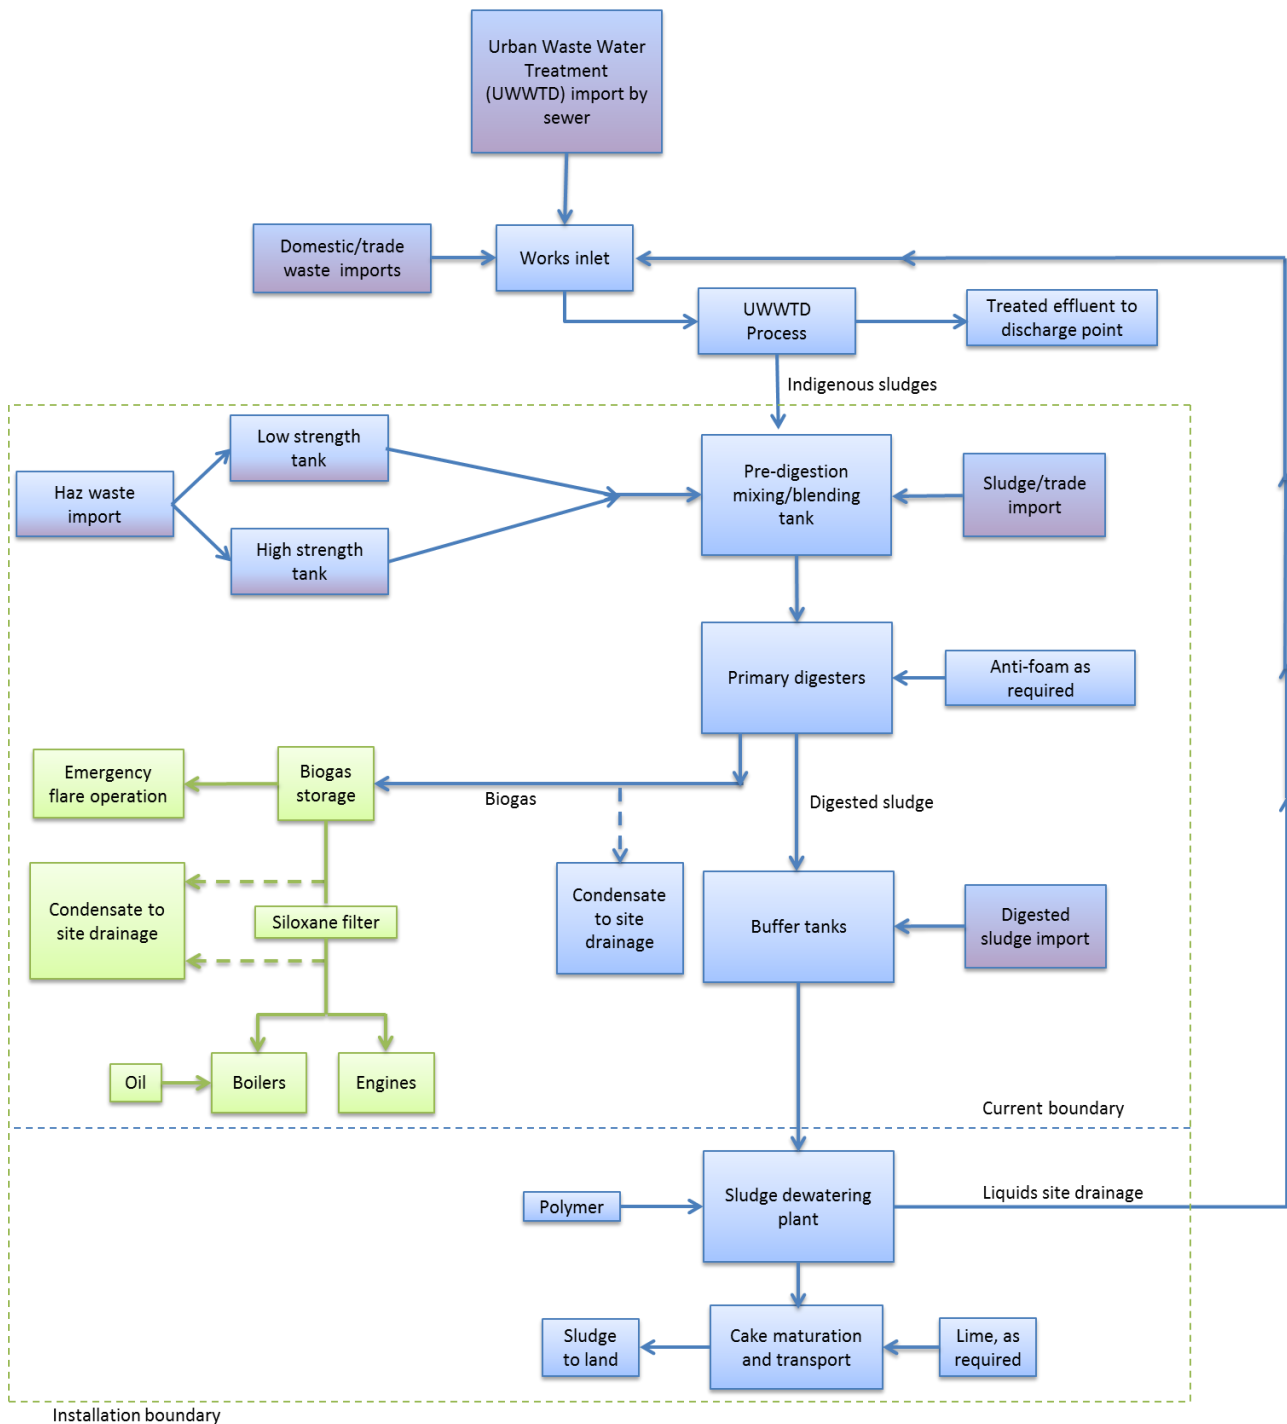 Urban Waste Water
Treatment
(UWWTD) import by
sewer
Domestic/trade
waste imports
Works inlet
UWWTD
Process
Treated effluent to
discharge point
Indigenous sludges
Haz waste
import
Low strength
tank
High strength
tank
Pre-digestion
mixing/blending
tank
Sludge/trade
import
Primary digesters
Anti-foam as
required
Emergency
flare operation
Biogas
storage
Biogas
Digested sludge
Condensate to
site drainage
Siloxane filter
Condensate
to site
drainage
Buffer tanks
Digested
sludge import
Oil
Boilers
Engines
Current boundary
Polymer
Sludge dewatering
plant
Liquids site drainage
Sludge
to land
Cake maturation
and transport
Lime, as
required
Installation boundary